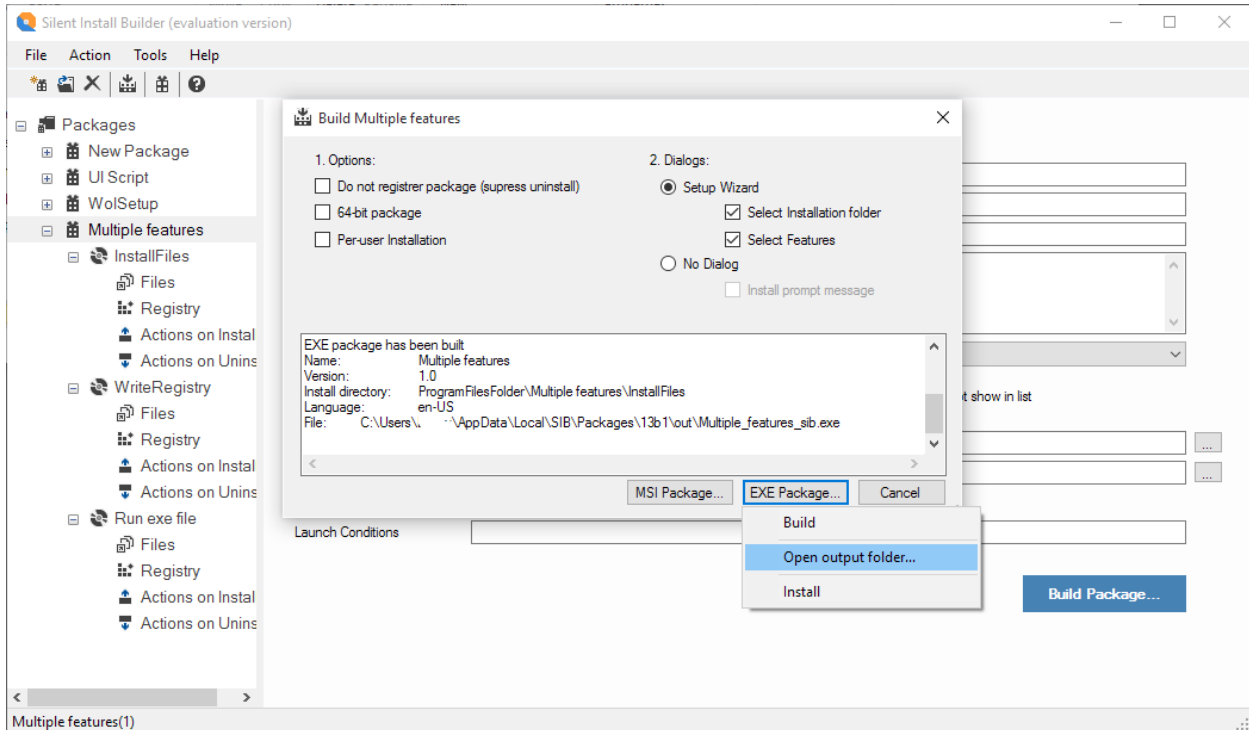 Silent Install Builder (evaluation version)
File Action Tools Help
Packages
New Package
UI Script
WolSetup
Multiple features
InstallFiles
Files
Registry
Actions on Instal
Actions on Unins
WriteRegistry
Files
Registry
Actions on Instal
Actions on Unins
Run exe file
Files
Registry
Actions on Instal
Actions on Unins
Build Multiple features
1. Options:
Do not registrer package (supress uninstall)
64-bit package
Per-user Installation
2. Dialogs:
Setup Wizard
Select Installation folder
Select Features
No Dialog
Install prompt message
EXE package has been built
Name: Multiple features
Version: 1.0
Install directory: ProgramFilesFolder\Multiple features\InstallFiles
Language: en-US
File: C:\Users\. \AppData\Local\SIB\Packages\13b1\out\Multiple_features_sib.exe
MSI Package... EXE Package... Cancel
Build
Open output folder...
Install
t show in list
...
...
Launch Conditions
Build Package...
Multiple features(1)